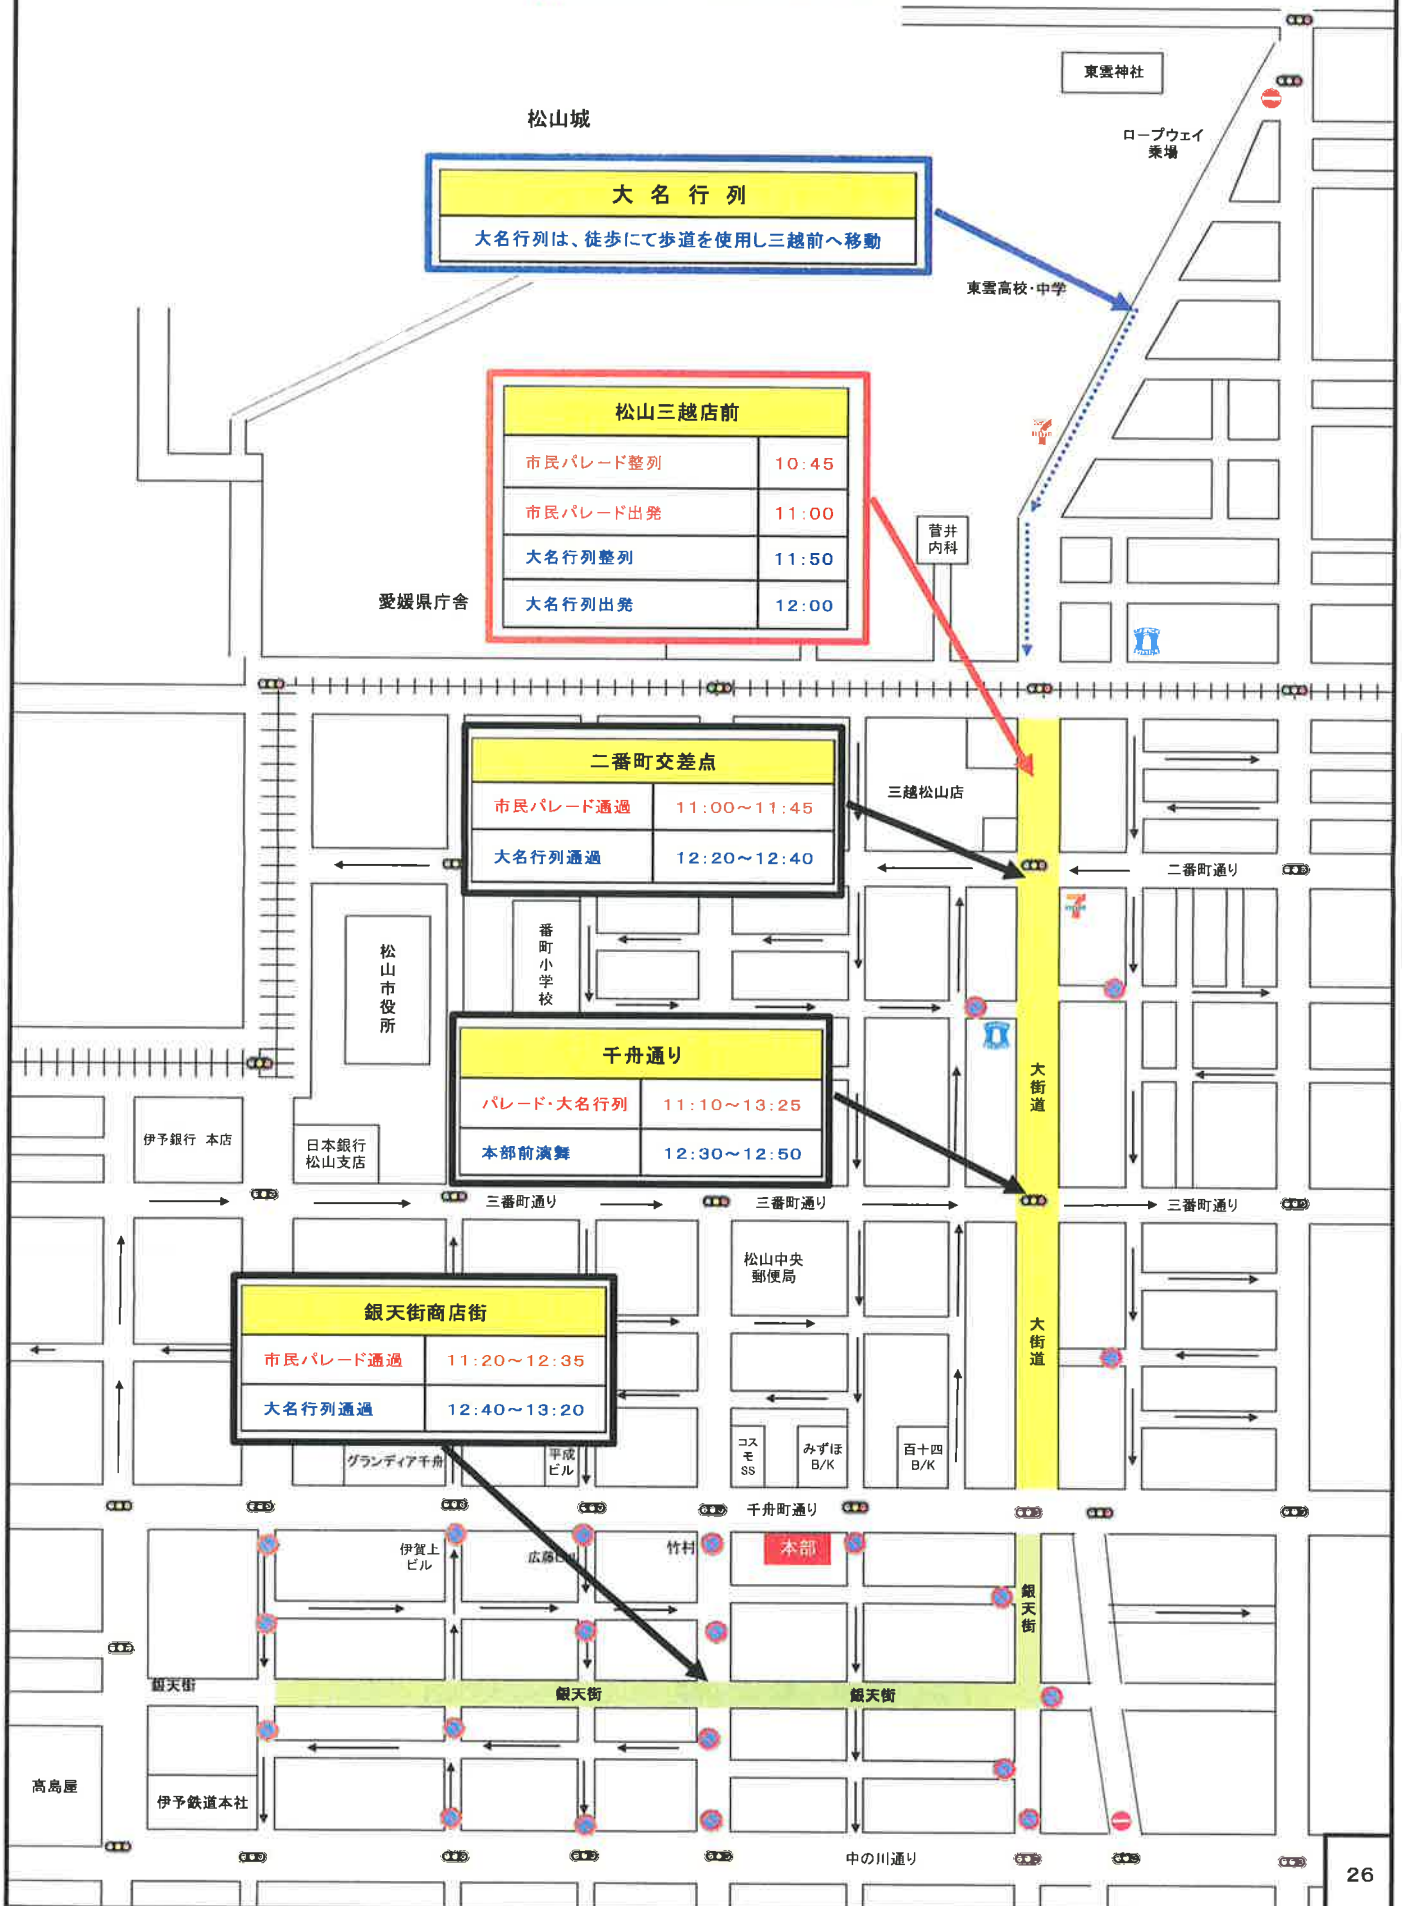 東雲神社
松山城
ロープウェイ
乗場
大名行列
大名行列は、徒歩にて歩道を使用し三越前へ移動
東雲高校・中学
松山三越店前
市民パレード整列 10:45
市民パレード出発 11:00
大名行列整列 11:50
大名行列出発 12:00
菅井
内科
愛媛県庁舎
二番町交差点
市民パレード通過 11:00～11:45
大名行列通過 12:20～12:40
三越松山店
二番町通り
松山市役所
番町小学校
千舟通り
パレード・大名行列 11:10～13:25
本部前演舞 12:30～12:50
大街道
伊予銀行 本店
日本銀行
松山支店
三番町通り
三番町通り
三番町通り
松山中央
郵便局
銀天街商店街
市民パレード通過 11:20～12:35
大名行列通過 12:40～13:20
大街道
グランディア千舟
平成
ビル
コス
モ
SS
みずほ
B/K
百十四
B/K
千舟町通り
伊賀上
ビル
広藤
竹村
本部
銀天街
銀天街
銀天街
銀天街
高島屋
伊予鉄道本社
中の川通り
26